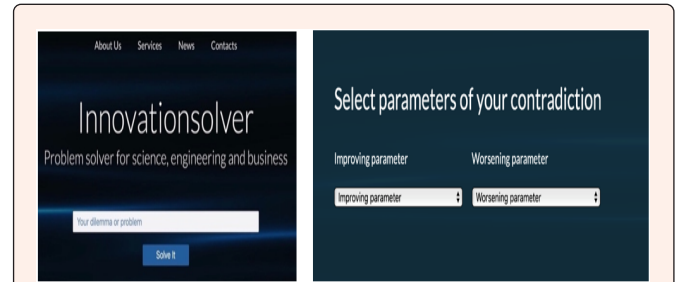 About Us Services News Contacts
Innovationsolver
Problem solver for science, engineering and business
Your dilemma or problem
Solve It
Select parameters of your contradiction
Improving parameter Worsening parameter
Improving parameter Worsening parameter